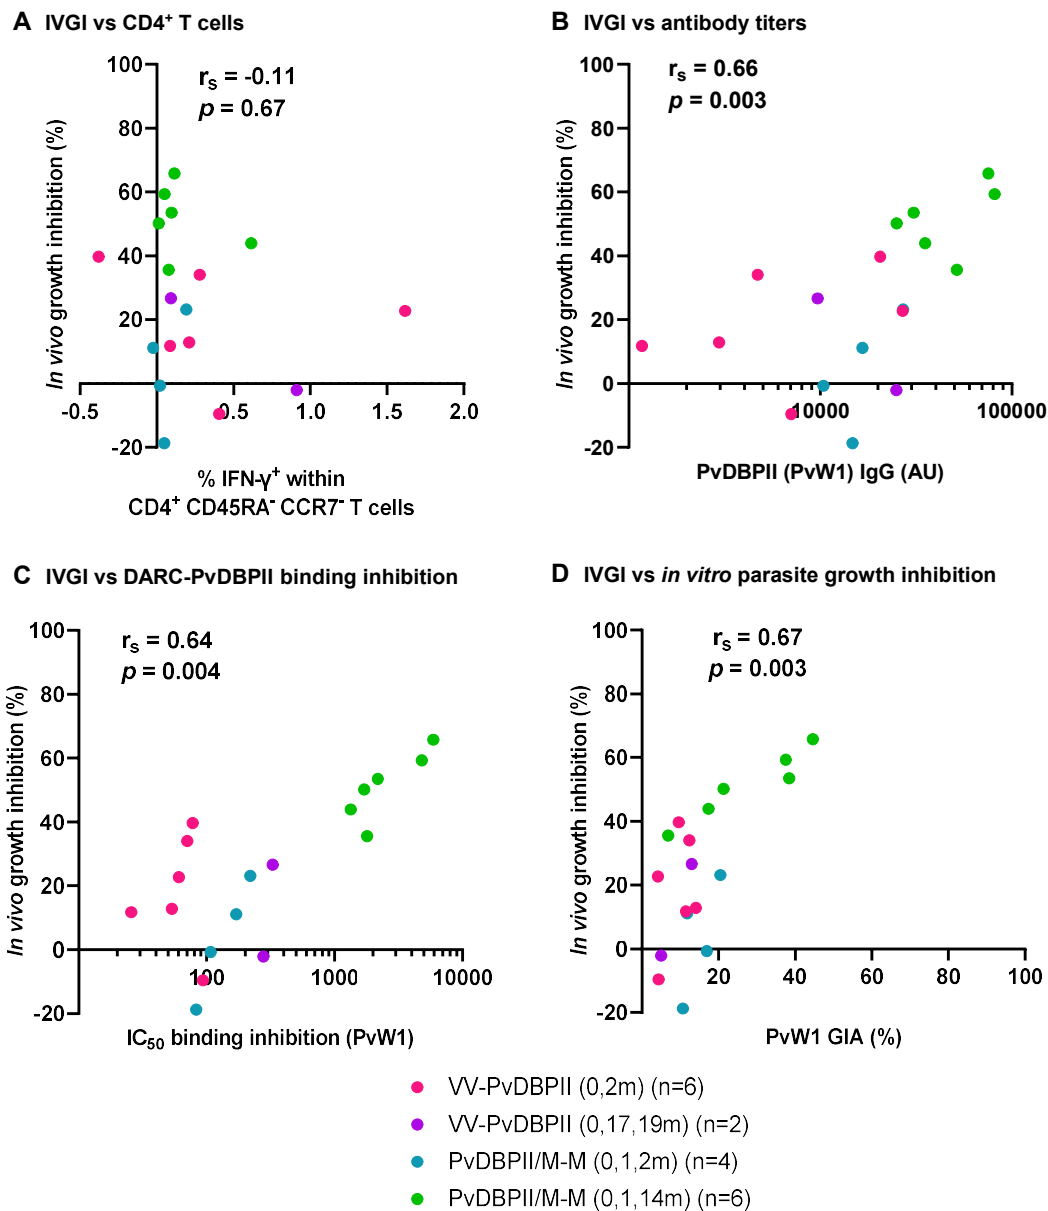 A IVGI vs CD4⁺ T cells
rₛ = -0.11
p = 0.67
In vivo growth inhibition (%)
100
80
60
40
20
-20
-0.5
0.5
1.0
1.5
2.0
% IFN-γ⁺ within
CD4⁺ CD45RA⁻ CCR7⁻ T cells
B IVGI vs antibody titers
rₛ = 0.66
p = 0.003
In vivo growth inhibition (%)
100
80
60
40
20
0
-20
10000
100000
PvDBPII (PvW1) IgG (AU)
C IVGI vs DARC-PvDBPII binding inhibition
rₛ = 0.64
p = 0.004
In vivo growth inhibition (%)
100
80
60
40
20
0
-20
100
1000
10000
IC₅₀ binding inhibition (PvW1)
D IVGI vs in vitro parasite growth inhibition
rₛ = 0.67
p = 0.003
In vivo growth inhibition (%)
100
80
60
40
20
0
-20
20
40
60
80
100
PvW1 GIA (%)
VV-PvDBPII (0,2m) (n=6)
VV-PvDBPII (0,17,19m) (n=2)
PvDBPII/M-M (0,1,2m) (n=4)
PvDBPII/M-M (0,1,14m) (n=6)